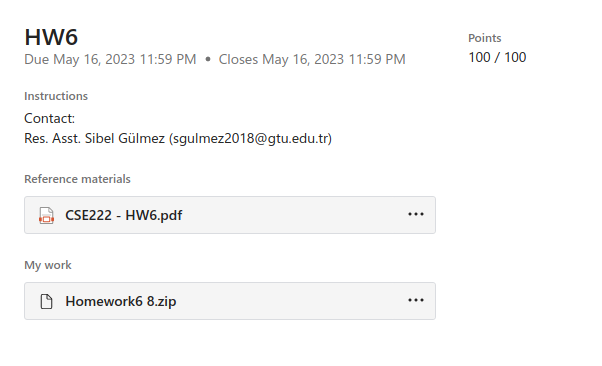 HW6
Points
Due May 16, 2023 11:59 PM • Closes May 16, 2023 11:59 PM
100 / 100
Instructions
Contact:
Res. Asst. Sibel Gülmez (sgulmez2018@gtu.edu.tr)
Reference materials
CSE222 - HW6.pdf
My work
Homework6 8.zip